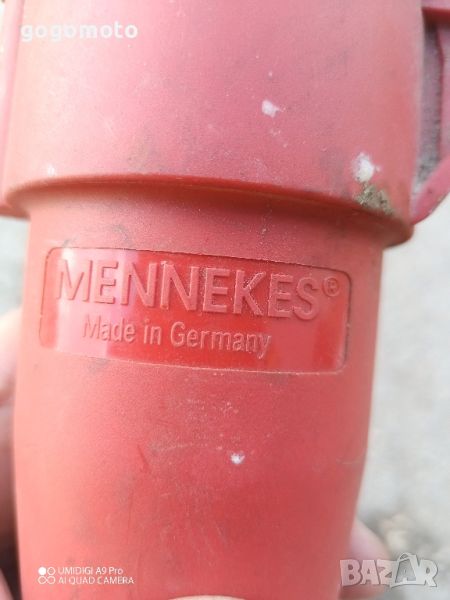 gogomoto
MENNEKES®
Made in Germany
UMIDIGI A9 Pro
AI QUAD CAMERA
BAZAR